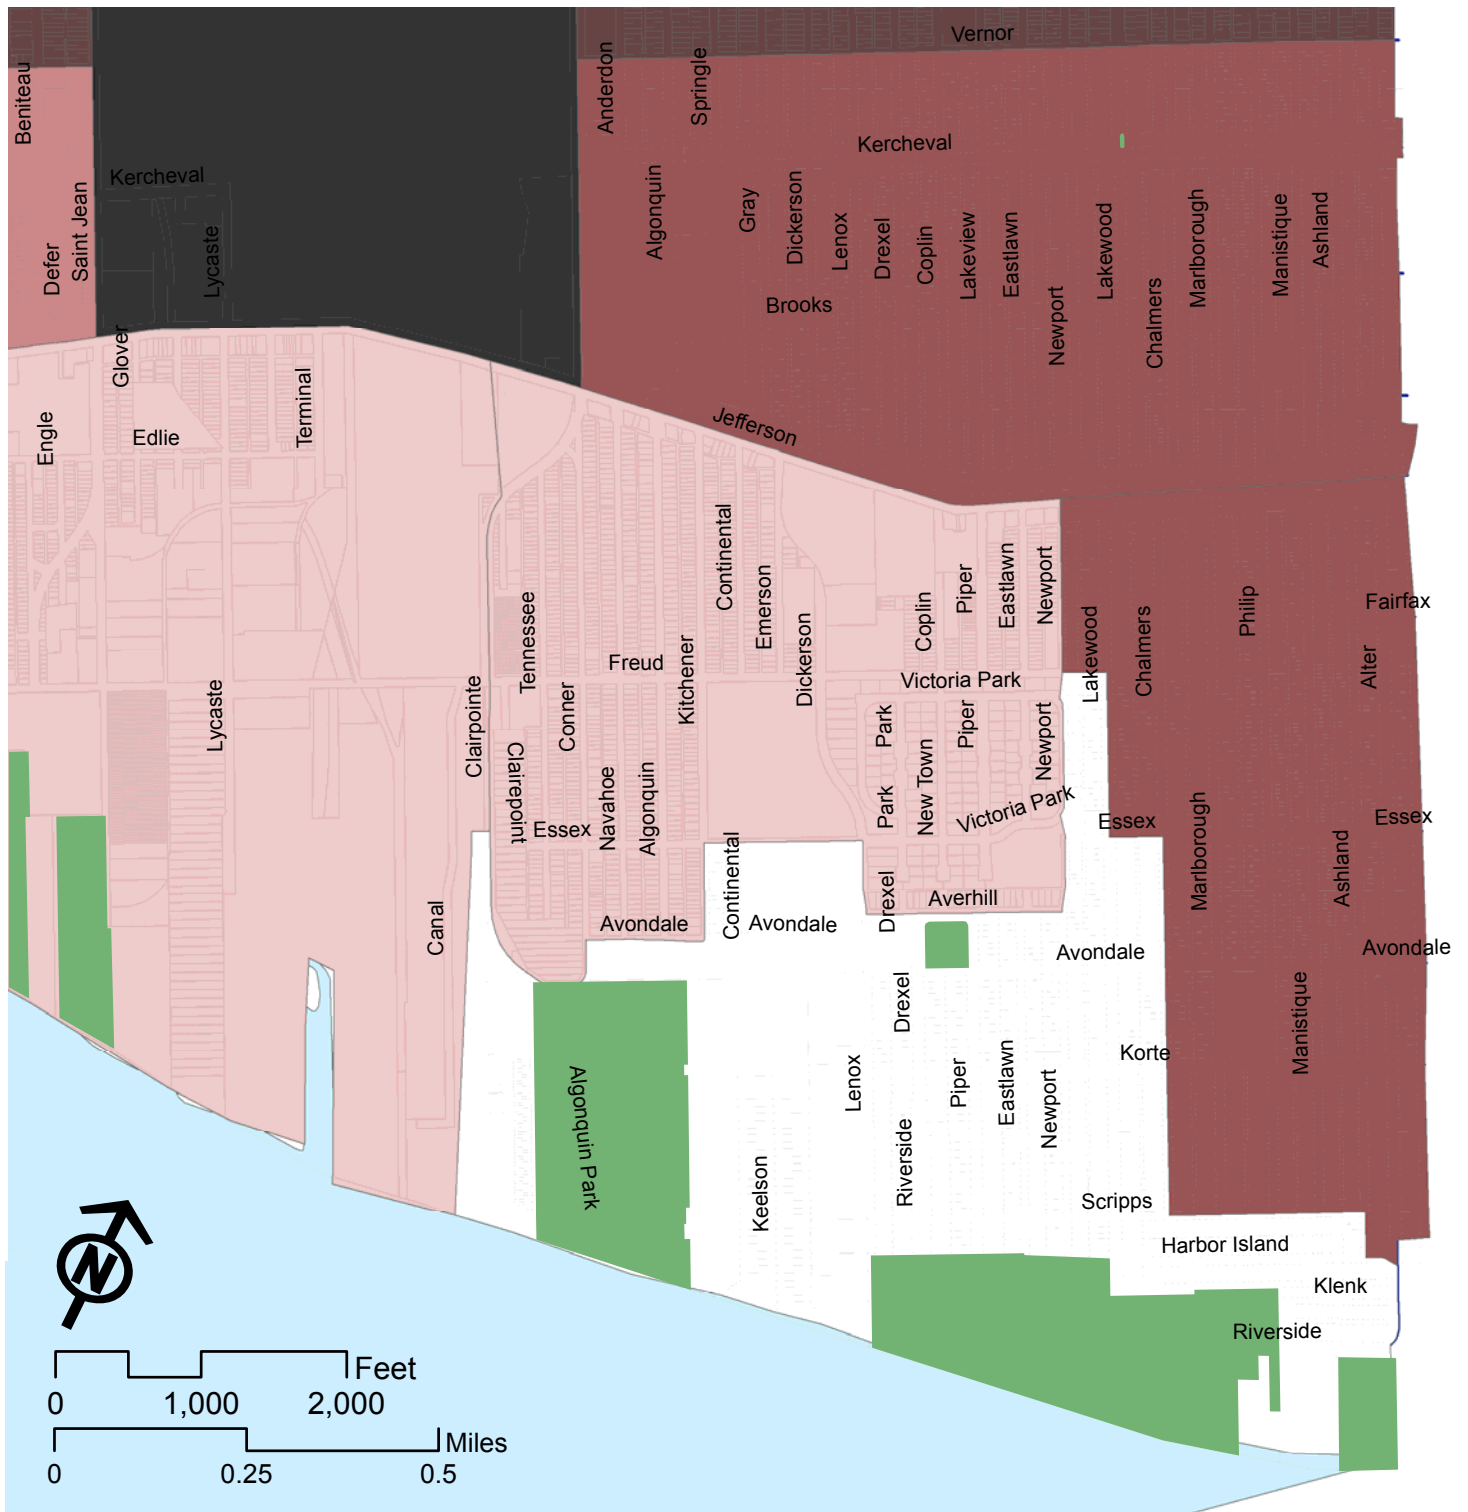 Vernor
Beniteau
Anderdon
Springle
Kercheval
Kercheval
Defer
Saint Jean
Lycaste
Algonquin
Gray
Dickerson
Lenox
Drexel
Coplin
Lakeview
Eastlawn
Newport
Lakewood
Chalmers
Marlborough
Manistique
Ashland
Brooks
Glover
Engle
Edlie
Terminal
Jefferson
Continental
Emerson
Dickerson
Tennessee
Freud
Kitchener
Coplin
Piper
Eastlawn
Newport
Lakewood
Chalmers
Philip
Fairfax
Alter
Victoria Park
Lycaste
Clairpointe
Clairepoint
Conner
Navahoe
Algonquin
Essex
Park
Park
New Town
Piper
Newport
Victoria Park
Essex
Marlborough
Essex
Ashland
Canal
Avondale
Continental
Avondale
Drexel
Averhill
Avondale
Avondale
Drexel
Manistique
Korte
Algonquin Park
Keelson
Lenox
Riverside
Piper
Eastlawn
Newport
Scripps
Harbor Island
Klenk
Riverside
N
Feet
0 1,000 2,000
Miles
0 0.25 0.5